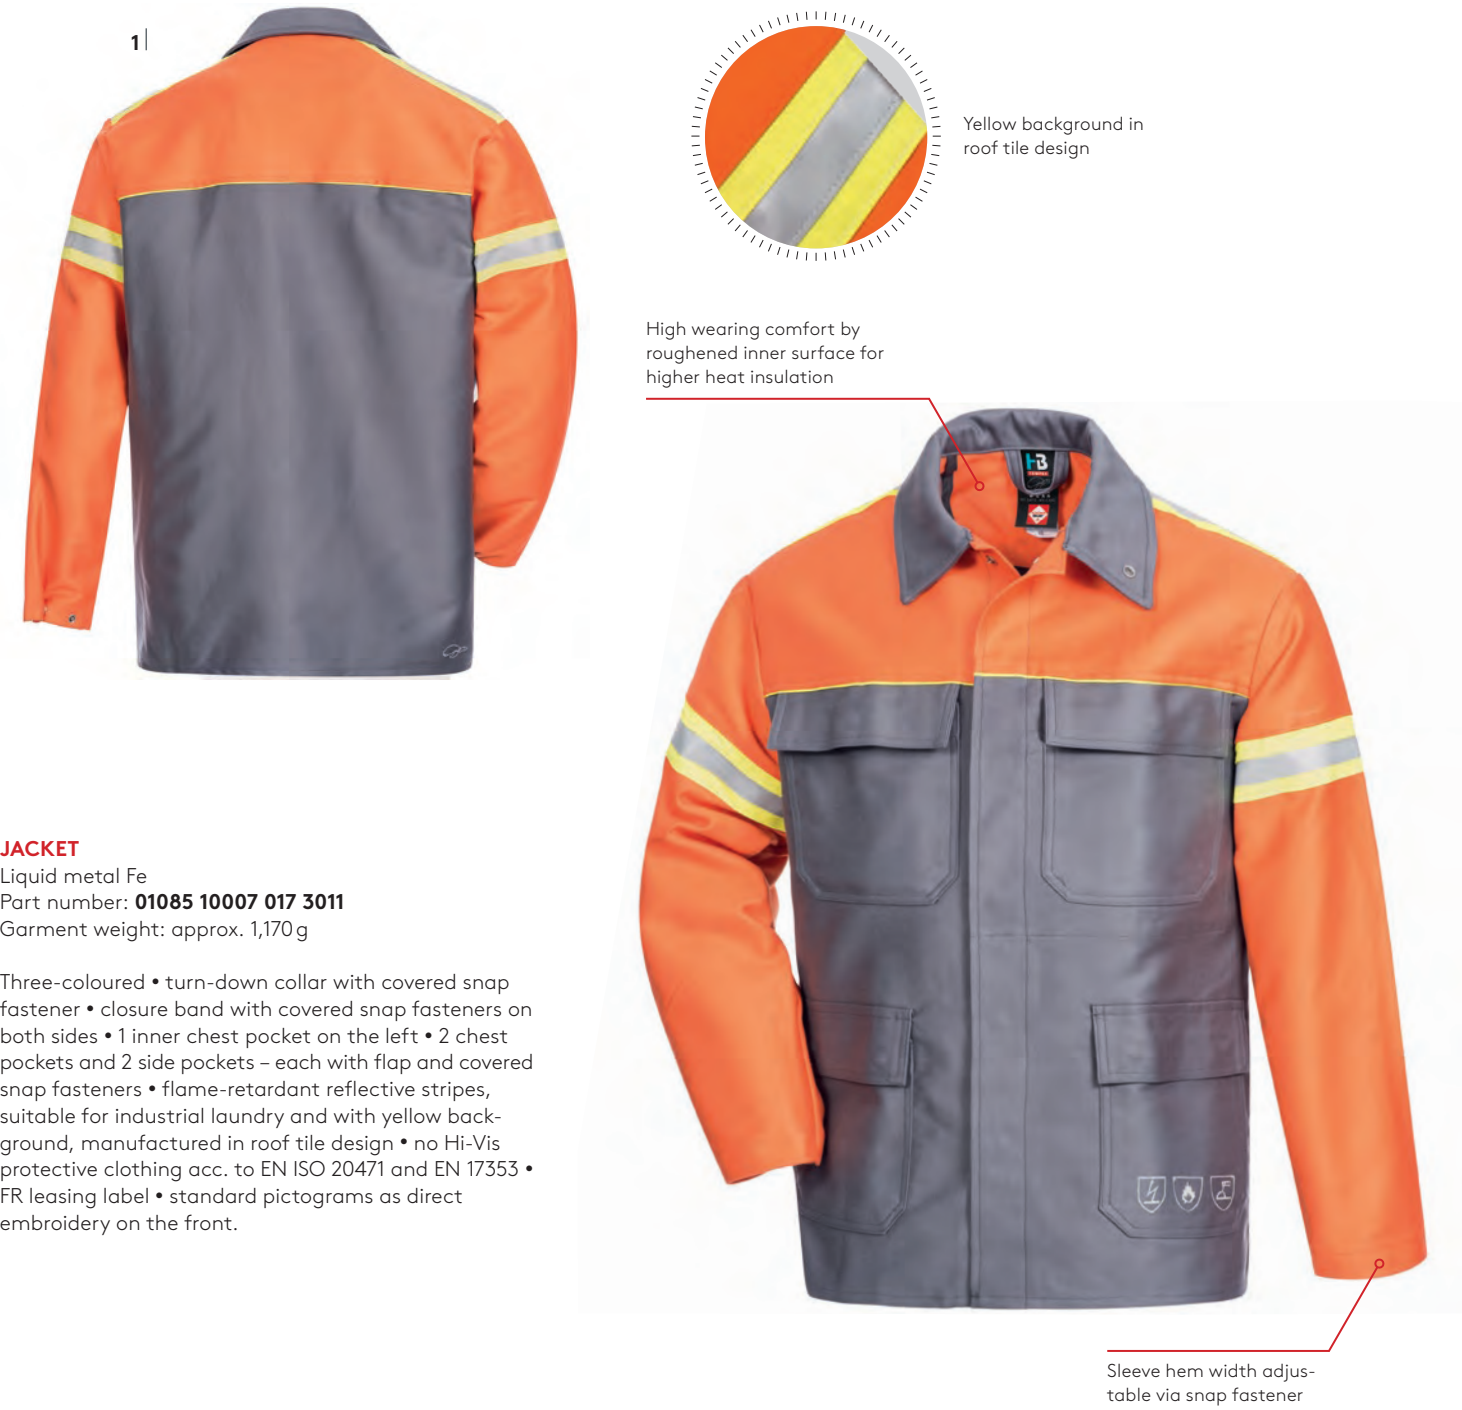 1
Yellow background in
roof tile design
High wearing comfort by
roughened inner surface for
higher heat insulation
HB
JACKET
Liquid metal Fe
Part number: 01085 10007 017 3011
Garment weight: approx. 1,170 g
Three-coloured • turn-down collar with covered snap
fastener • closure band with covered snap fasteners on
both sides • 1 inner chest pocket on the left • 2 chest
pockets and 2 side pockets – each with flap and covered
snap fasteners • flame-retardant reflective stripes,
suitable for industrial laundry and with yellow back-
ground, manufactured in roof tile design • no Hi-Vis
protective clothing acc. to EN ISO 20471 and EN 17353 •
FR leasing label • standard pictograms as direct
embroidery on the front.
Sleeve hem width adjus-
table via snap fastener